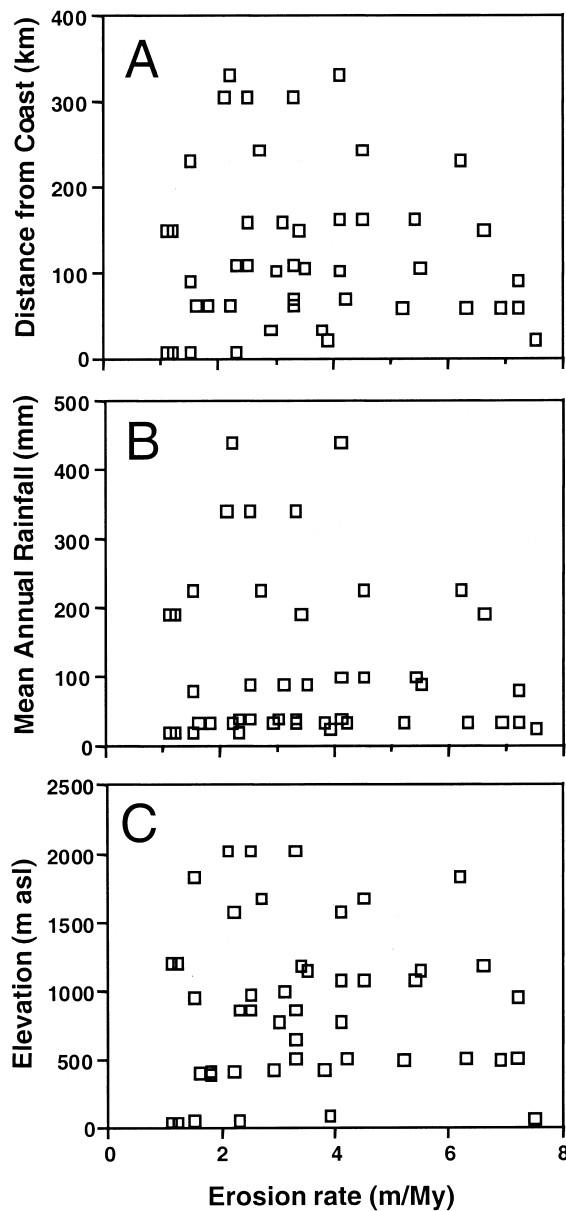 A
Distance from Coast (km)
400
300
200
100
0
B
Mean Annual Rainfall (mm)
500
400
300
200
100
0
C
Elevation (m asl)
2500
2000
1500
1000
500
0
0 2 4 6 8
Erosion rate (m/My)